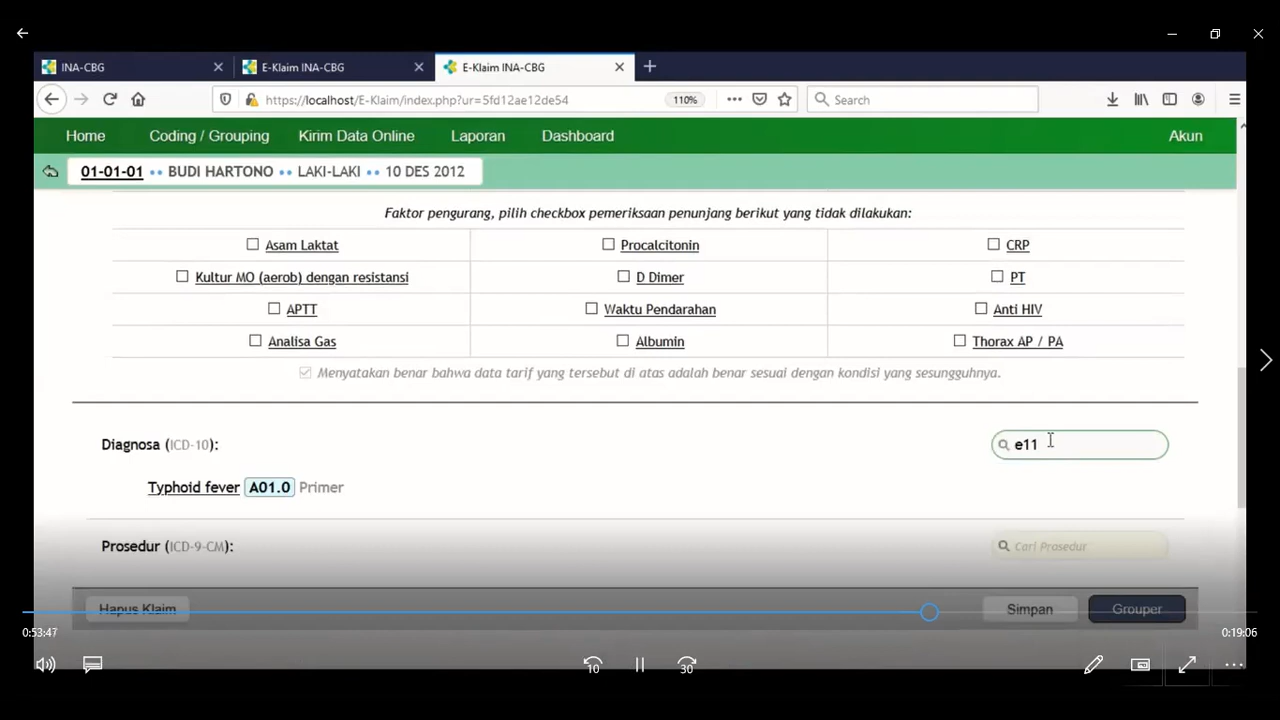 INA-CBG
E-Klaim INA-CBG
E-Klaim INA-CBG
https://localhost/E-Klaim/index.php?ur=5fd12ae12de54
110%
Search
Home Coding / Grouping Kirim Data Online Laporan Dashboard Akun
01-01-01 •• BUDI HARTONO •• LAKI-LAKI •• 10 DES 2012
Faktor pengurang, pilih checkbox pemeriksaan penunjang berikut yang tidak dilakukan:
Asam Laktat Procalcitonin CRP
Kultur MO (aerob) dengan resistansi D Dimer PT
APTT Waktu Pendarahan Anti HIV
Analisa Gas Albumin Thorax AP / PA
Menyatakan benar bahwa data tarif yang tersebut di atas adalah benar sesuai dengan kondisi yang sesungguhnya.
Diagnosa (ICD-10): e11
Typhoid fever A01.0 Primer
Prosedur (ICD-9-CM): Cari Prosedur
Hapus Klaim Simpan Grouper
0:53:47 0:19:06
10 30